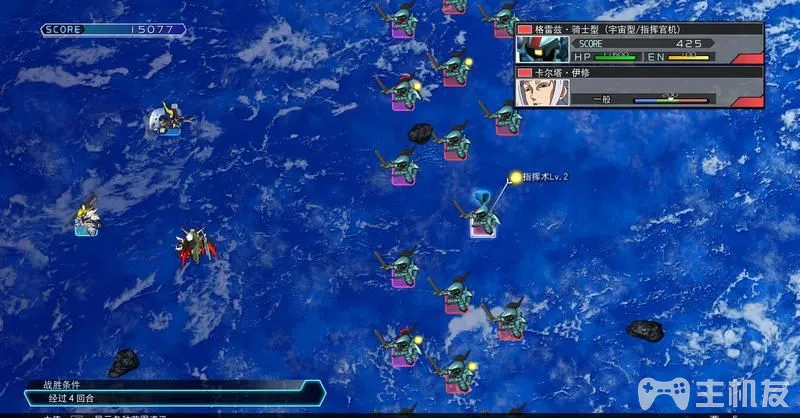 SCORE 15077
格雷兹·骑士型（宇宙型/指挥官机）
SCORE 425
HP EN
卡尔塔·伊修
一般
指挥术Lv.2
战胜条件
经过4回合
主机友